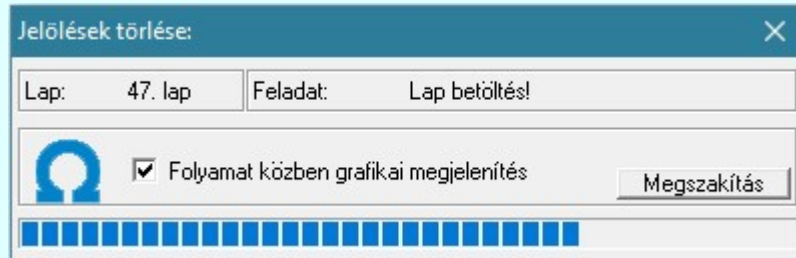 Jelölések törlése:
Lap: 47. lap Feladat: Lap betöltés!
Folyamat közben grafikai megjelenítés
Megszakítás